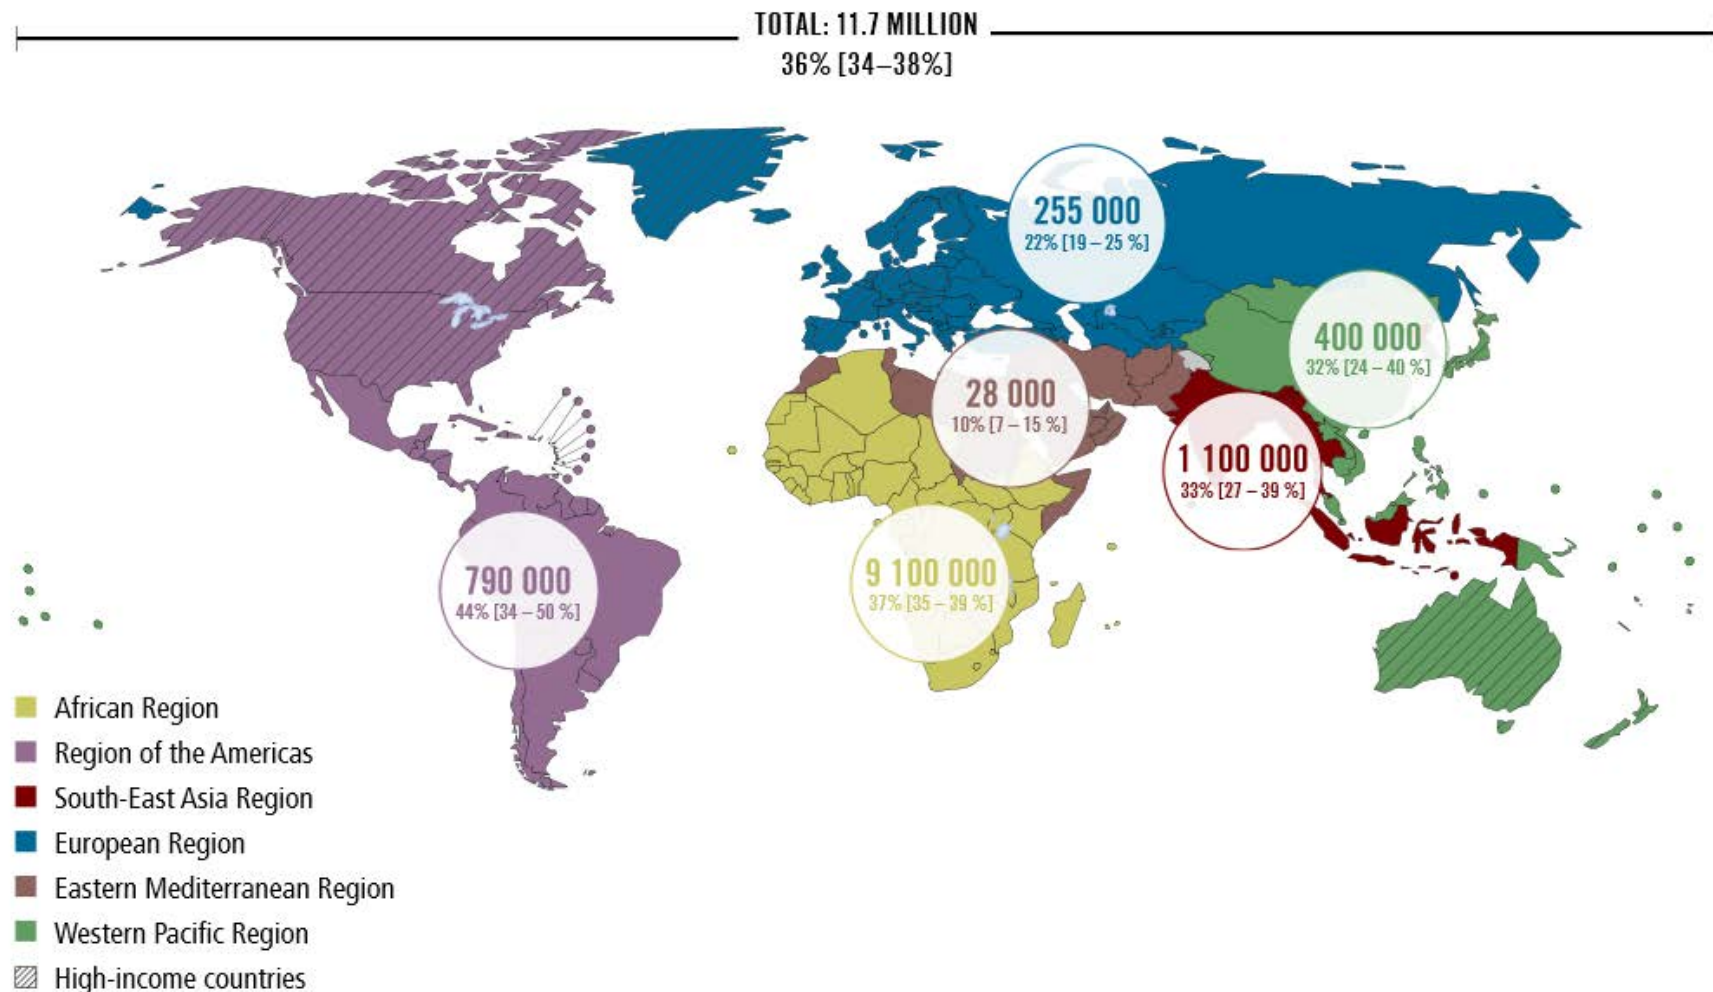 TOTAL: 11.7 MILLION
36% [34–38%]
255 000
22% [19 – 25 %]
400 000
32% [24 – 40 %]
28 000
10% [7 – 15 %]
1 100 000
33% [27 – 39 %]
790 000
44% [34 – 50 %]
9 100 000
37% [35 – 39 %]
African Region
Region of the Americas
South-East Asia Region
European Region
Eastern Mediterranean Region
Western Pacific Region
High-income countries